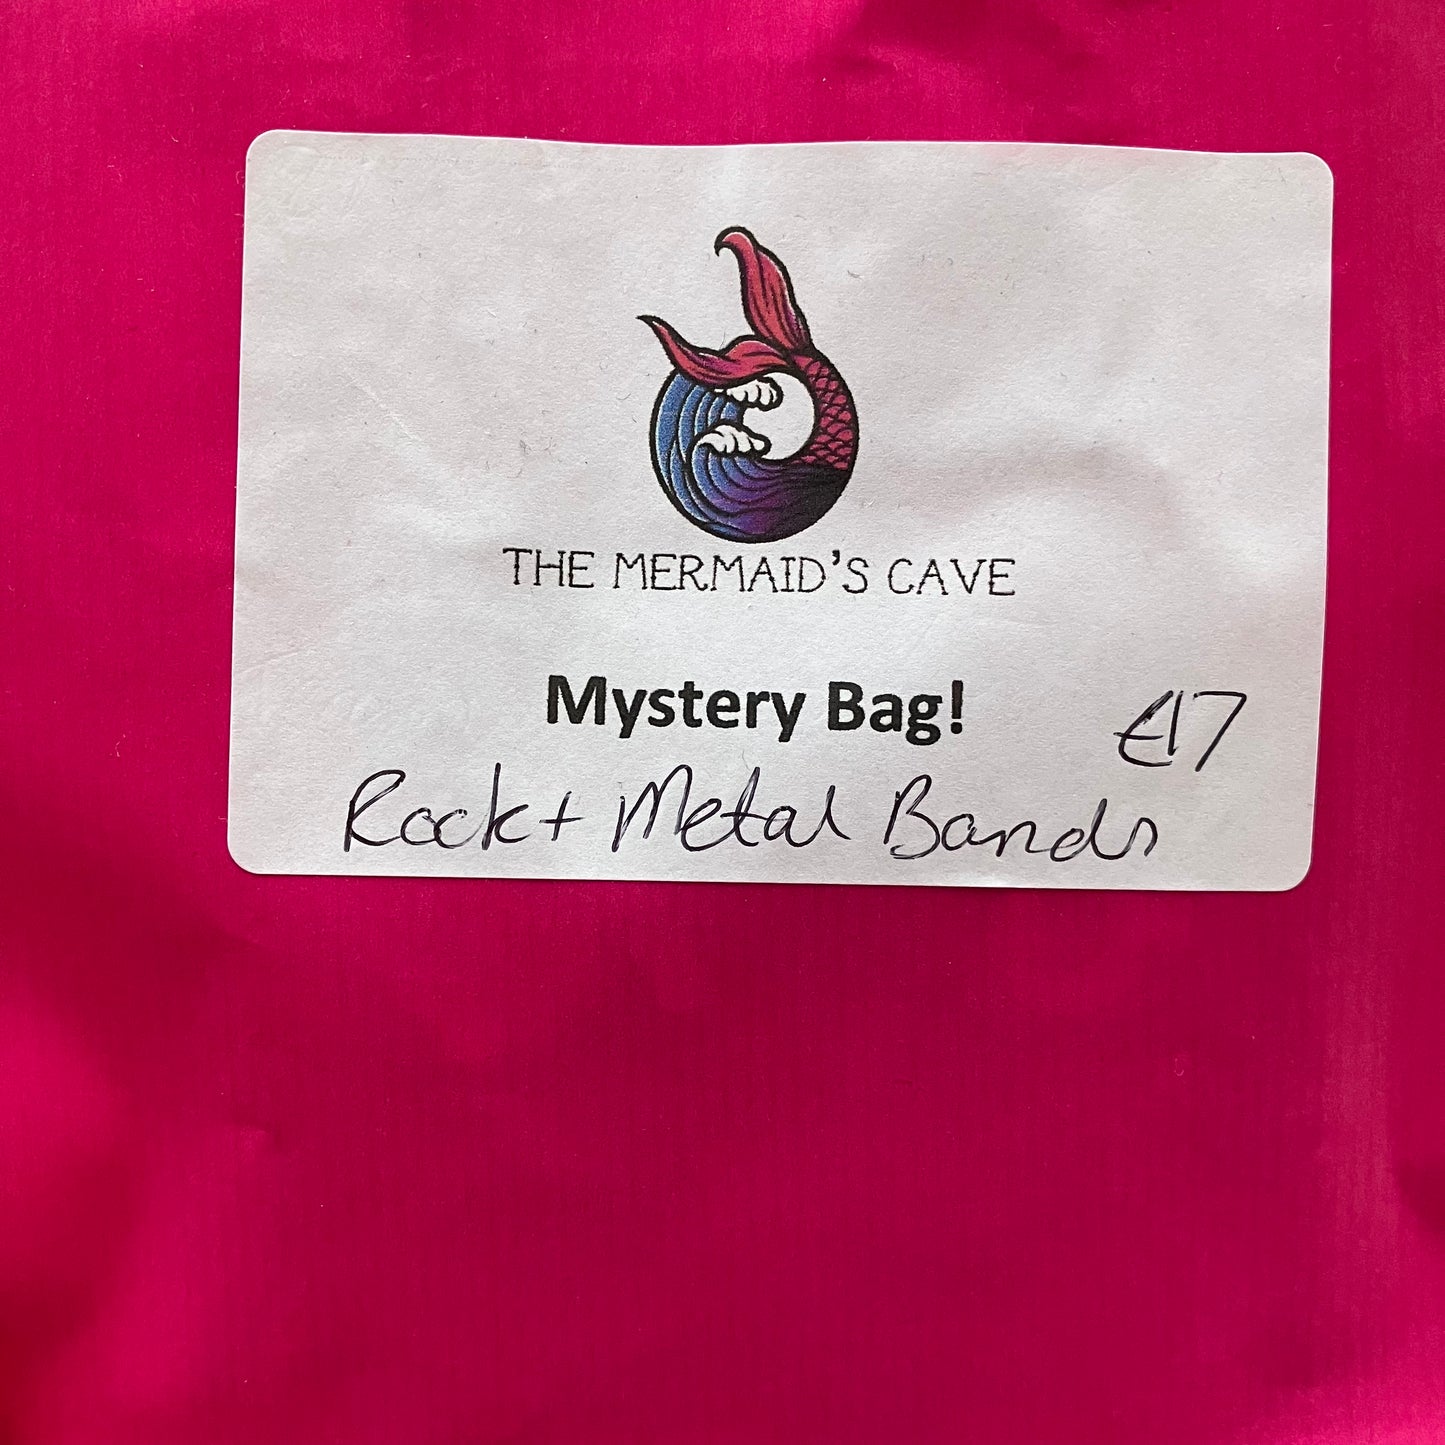 THE MERMAID'S CAVE
Mystery Bag!
£17
Rock + Metal Bands